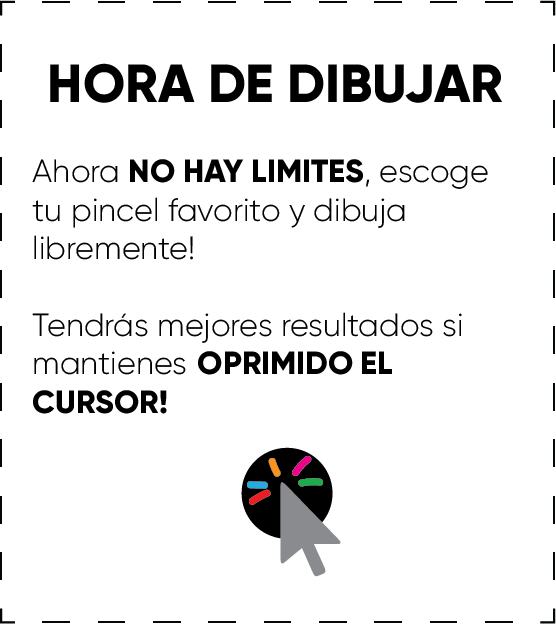 HORA DE DIBUJAR
Ahora NO HAY LIMITES, escoge
tu pincel favorito y dibuja
libremente!
Tendrás mejores resultados si
mantienes OPRIMIDO EL
CURSOR!